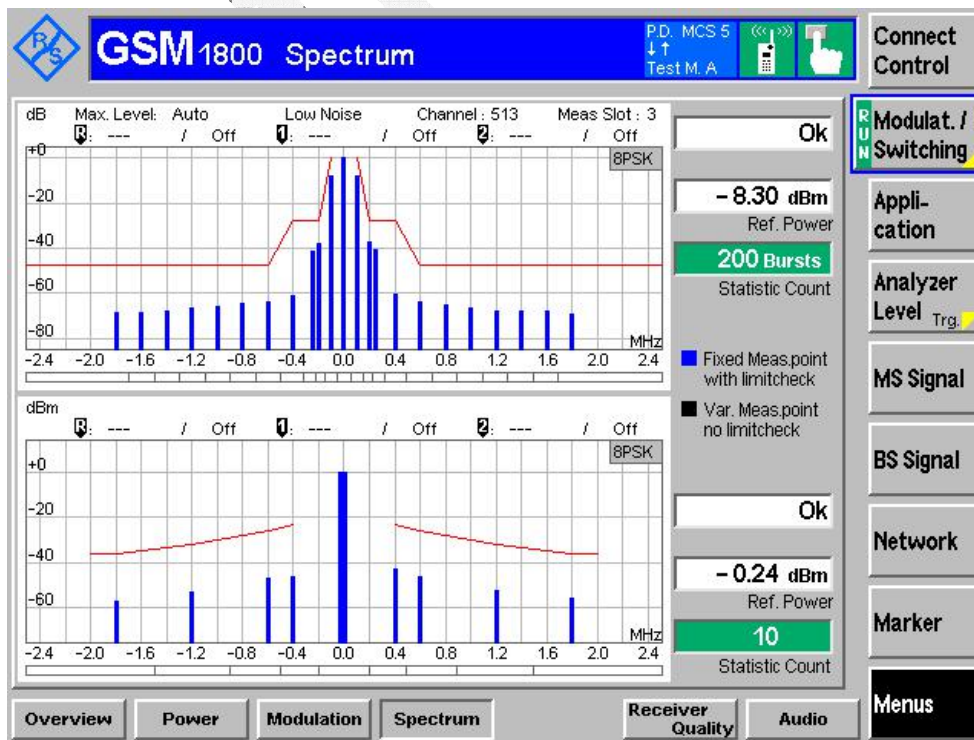 R/S
GSM 1800 Spectrum
P.D. MCS 5
Test M. A
Connect Control
dB Max. Level: Auto Low Noise Channel : 513 Meas Slot : 3
R: --- / Off 1: --- / Off 2: --- / Off
8PSK
+0
-20
-40
-60
-80
MHz
-2.4 -2.0 -1.6 -1.2 -0.8 -0.4 0.0 0.4 0.8 1.2 1.6 2.0 2.4
Ok
-8.30 dBm
Ref. Power
200 Bursts
Statistic Count
Fixed Meas.point
with limitcheck
Var. Meas.point
no limitcheck
dBm
R: --- / Off 1: --- / Off 2: --- / Off
8PSK
+0
-20
-40
-60
MHz
-2.4 -2.0 -1.6 -1.2 -0.8 -0.4 0.0 0.4 0.8 1.2 1.6 2.0 2.4
Ok
-0.24 dBm
Ref. Power
10
Statistic Count
RUN
Modulat. /
Switching
Appli-
cation
Analyzer
Level Trg.
MS Signal
BS Signal
Network
Marker
Menus
Overview Power Modulation Spectrum Receiver Quality Audio